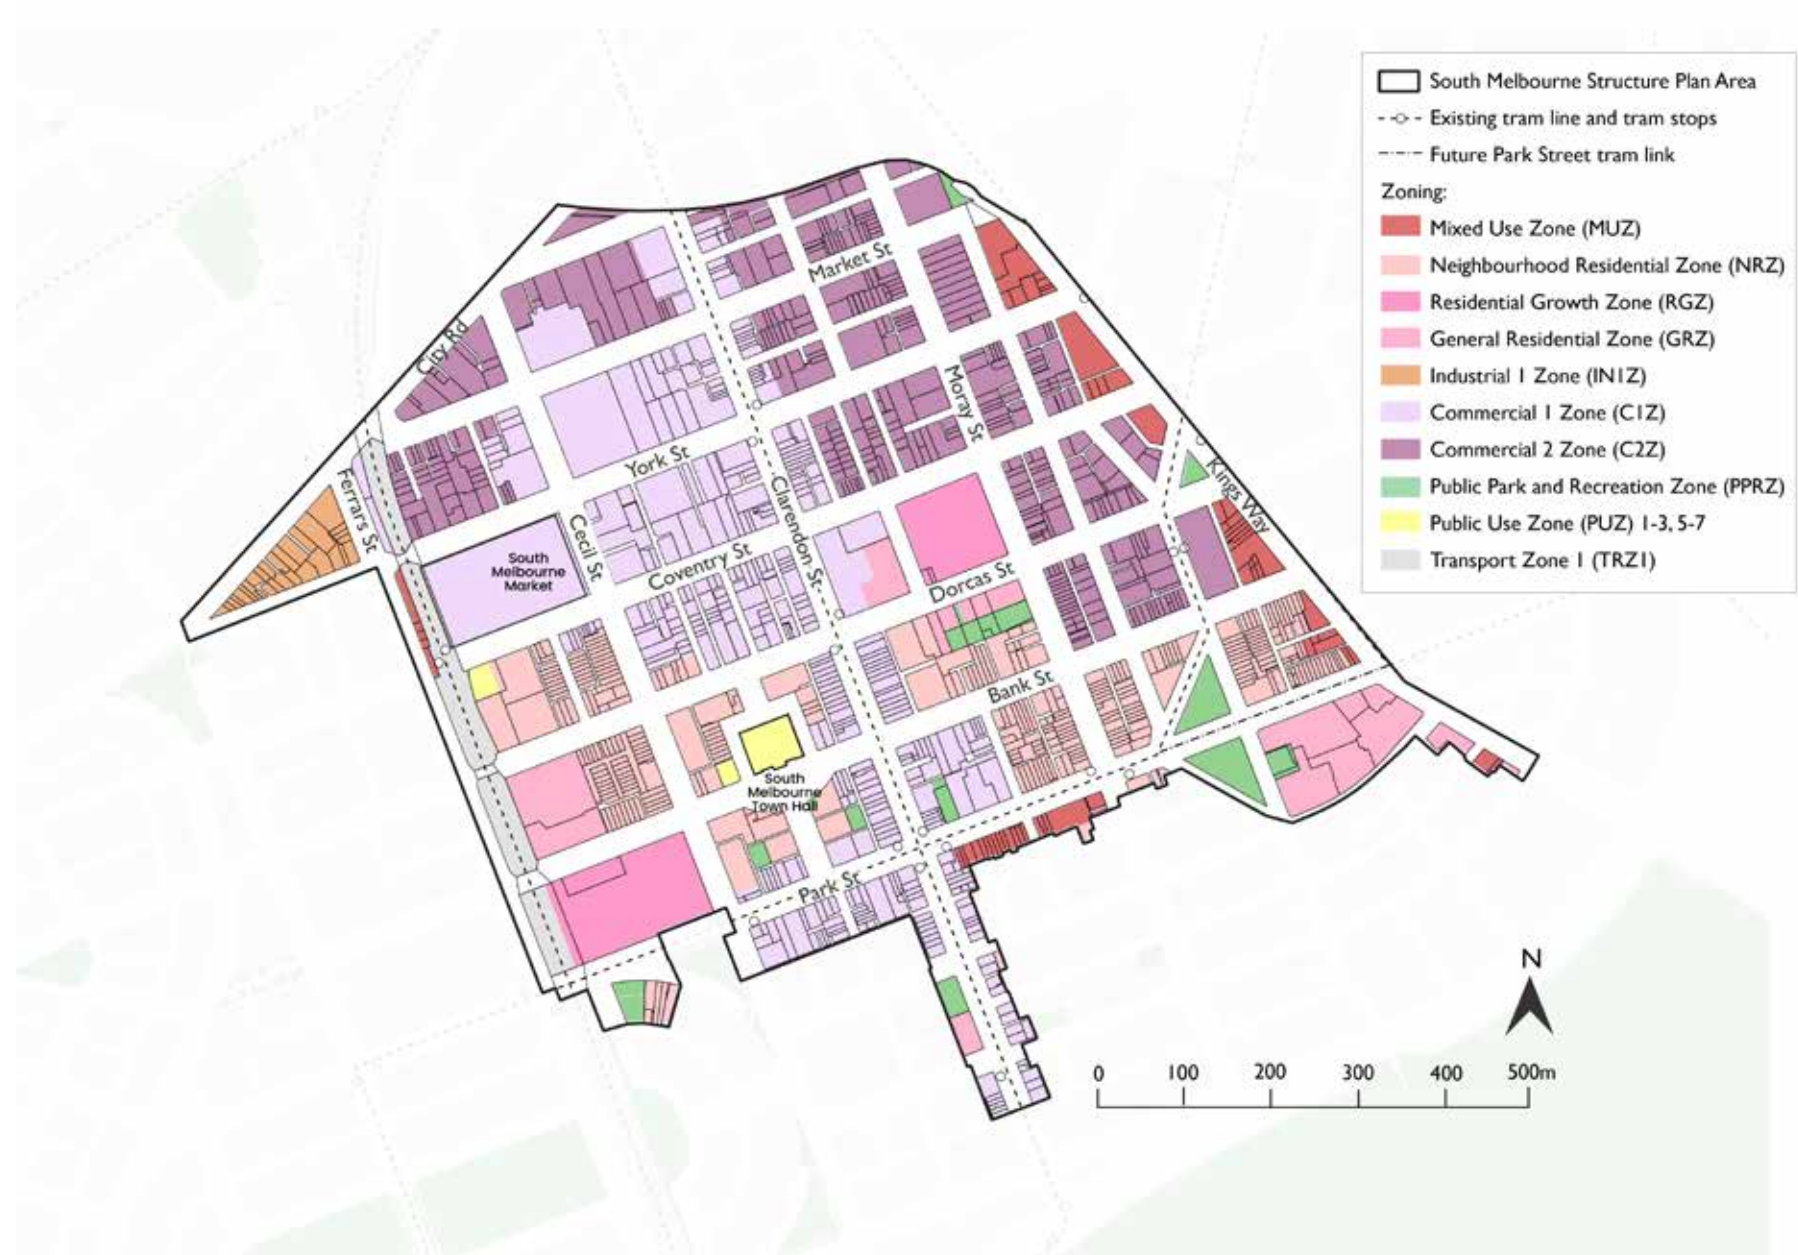 South Melbourne Structure Plan Area
Existing tram line and tram stops
Future Park Street tram link
Zoning:
Mixed Use Zone (MUZ)
Neighbourhood Residential Zone (NRZ)
Residential Growth Zone (RGZ)
General Residential Zone (GRZ)
Industrial 1 Zone (IN1Z)
Commercial 1 Zone (C1Z)
Commercial 2 Zone (C2Z)
Public Park and Recreation Zone (PPRZ)
Public Use Zone (PUZ) 1-3, 5-7
Transport Zone 1 (TRZ1)
Market St
City Rd
Moray St
York St
Clarendon St
Kings Way
Ferrars St
Cecil St
South
Melbourne
Market
Coventry St
Dorcas St
Bank St
South
Melbourne
Town Hall
Park St
N
0 100 200 300 400 500m